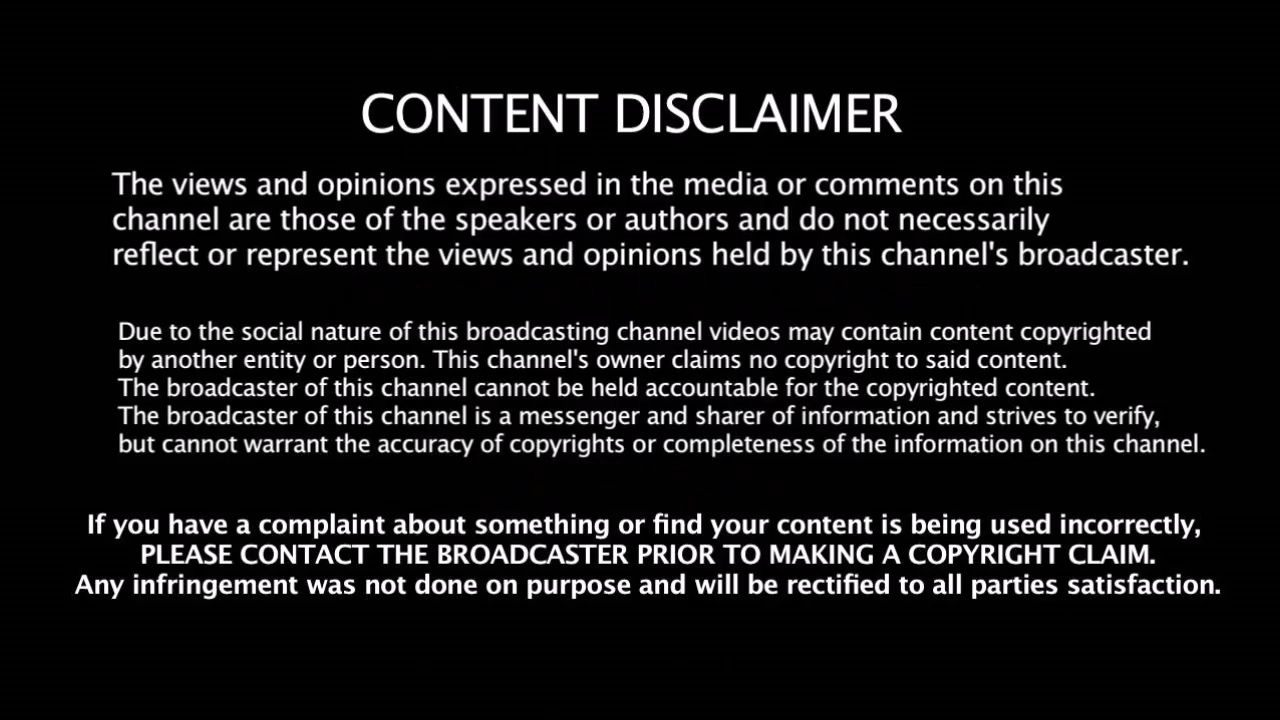 CONTENT DISCLAIMER
The views and opinions expressed in the media or comments on this
channel are those of the speakers or authors and do not necessarily
reflect or represent the views and opinions held by this channel's broadcaster.
Due to the social nature of this broadcasting channel videos may contain content copyrighted
by another entity or person. This channel's owner claims no copyright to said content.
The broadcaster of this channel cannot be held accountable for the copyrighted content.
The broadcaster of this channel is a messenger and sharer of information and strives to verify,
but cannot warrant the accuracy of copyrights or completeness of the information on this channel.
If you have a complaint about something or find your content is being used incorrectly,
PLEASE CONTACT THE BROADCASTER PRIOR TO MAKING A COPYRIGHT CLAIM.
Any infringement was not done on purpose and will be rectified to all parties satisfaction.